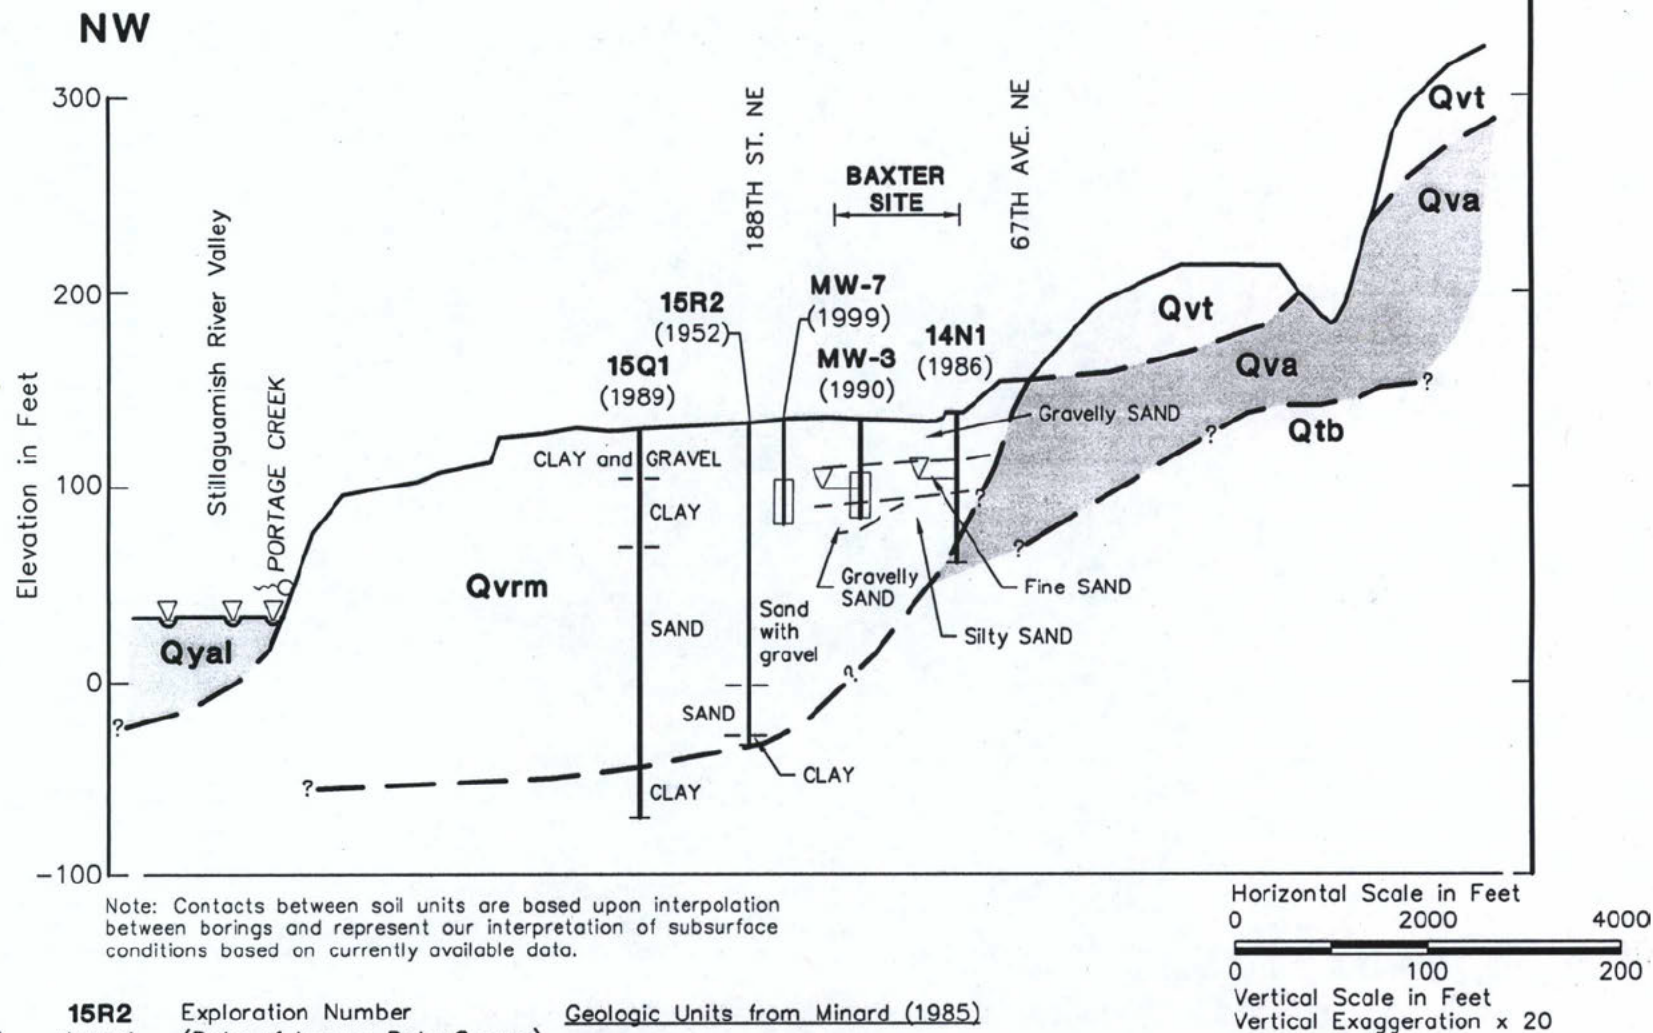 NW
300
200
100
0
-100
Elevation in Feet
Stillaguamish River Valley
PORTAGE CREEK
188TH ST. NE
BAXTER
SITE
67TH AVE. NE
15Q1
(1989)
15R2
(1952)
MW-7
(1999)
MW-3
(1990)
14N1
(1986)
Qvt
Qva
Qvt
Qva
Qtb
Qvrm
Qyal
CLAY and GRAVEL
CLAY
SAND
CLAY
Sand
with
gravel
SAND
CLAY
Gravelly SAND
Gravelly
SAND
Fine SAND
Silty SAND
?
?
?
?
?
?
?
Note: Contacts between soil units are based upon interpolation
between borings and represent our interpretation of subsurface
conditions based on currently available data.
Horizontal Scale in Feet
0 2000 4000
0 100 200
Vertical Scale in Feet
Vertical Exaggeration x 20
15R2 Exploration Number
Geologic Units from Minard (1985)